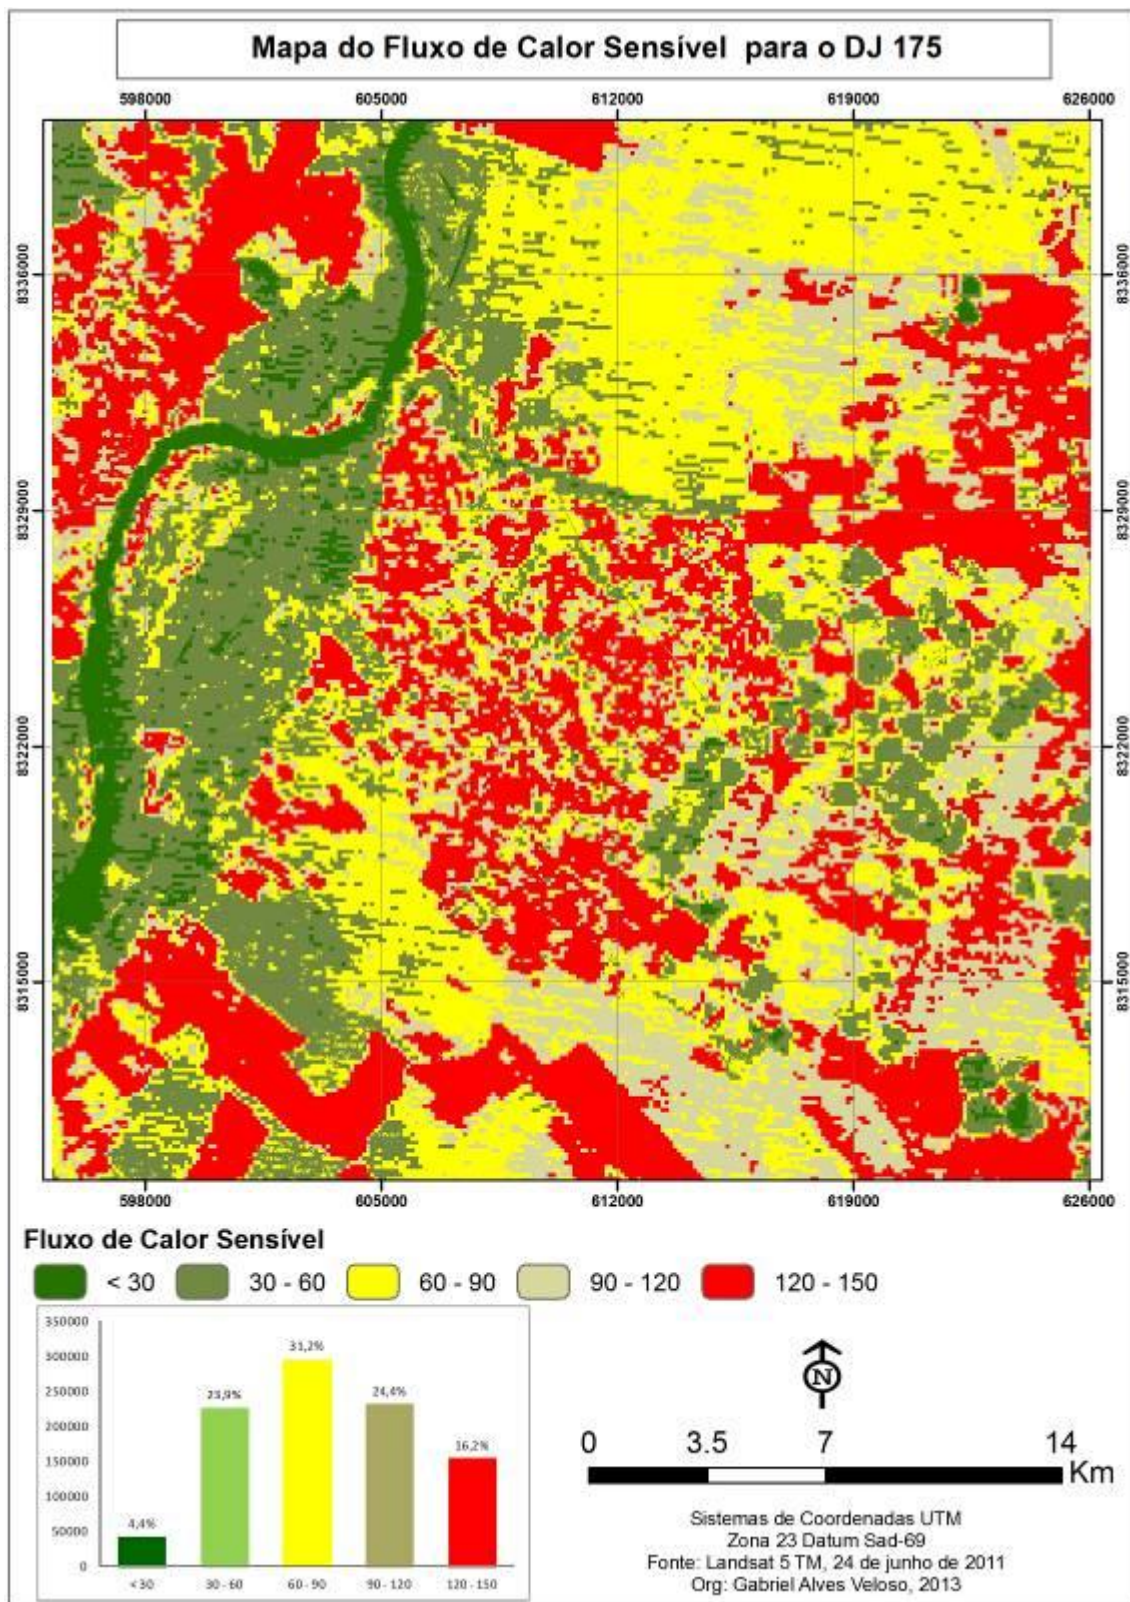 Mapa do Fluxo de Calor Sensível para o DJ 175
598000 605000 612000 619000 626000
8336000 8336000
8329000 8329000
8322000 8322000
8315000 8315000
598000 605000 612000 619000 626000
Fluxo de Calor Sensível
< 30 30 - 60 60 - 90 90 - 120 120 - 150
350000
300000
250000
200000
150000
100000
50000
0
4,4% 23,9% 31,2% 24,4% 16,2%
< 30 30 - 60 60 - 90 90 - 120 120 - 150
N
0 3.5 7 14
Km
Sistemas de Coordenadas UTM
Zona 23 Datum Sad-69
Fonte: Landsat 5 TM, 24 de junho de 2011
Org: Gabriel Alves Veloso, 2013